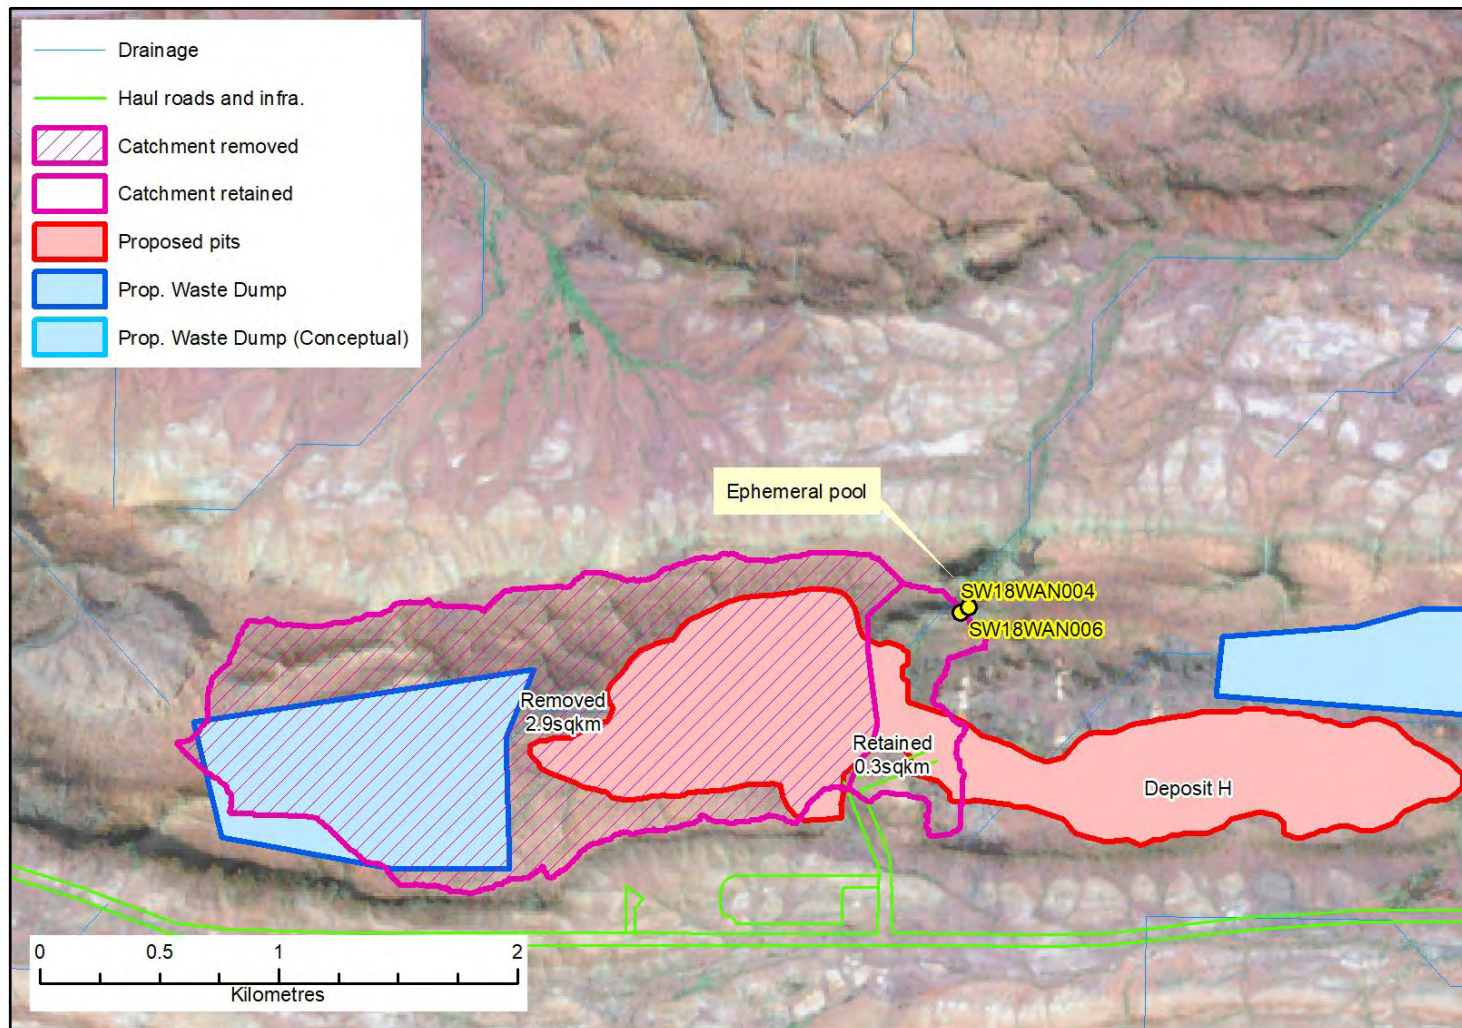 Drainage
Haul roads and infra.
Catchment removed
Catchment retained
Proposed pits
Prop. Waste Dump
Prop. Waste Dump (Conceptual)
Ephemeral pool
SW18WAN004
SW18WAN006
Removed
2.9sqkm
Retained
0.3sqkm
Deposit H
0 0.5 1 2
Kilometres